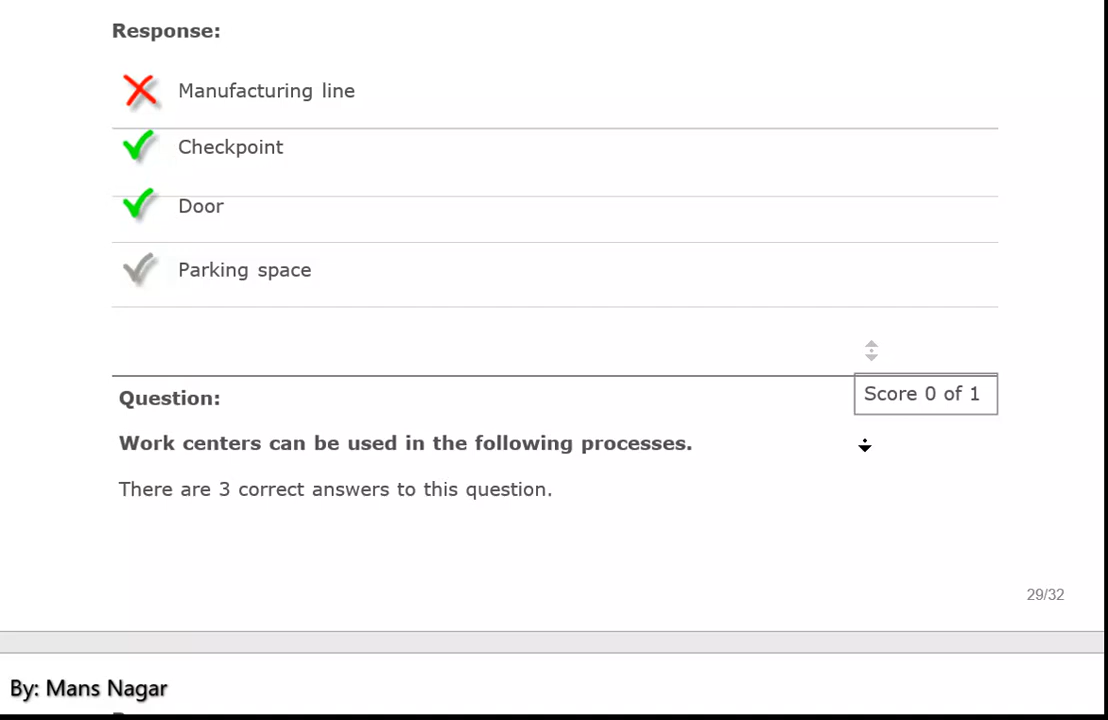 Response:
Manufacturing line
Checkpoint
Door
Parking space
Score 0 of 1
Question:
Work centers can be used in the following processes.
There are 3 correct answers to this question.
29/32
By: Mans Nagar